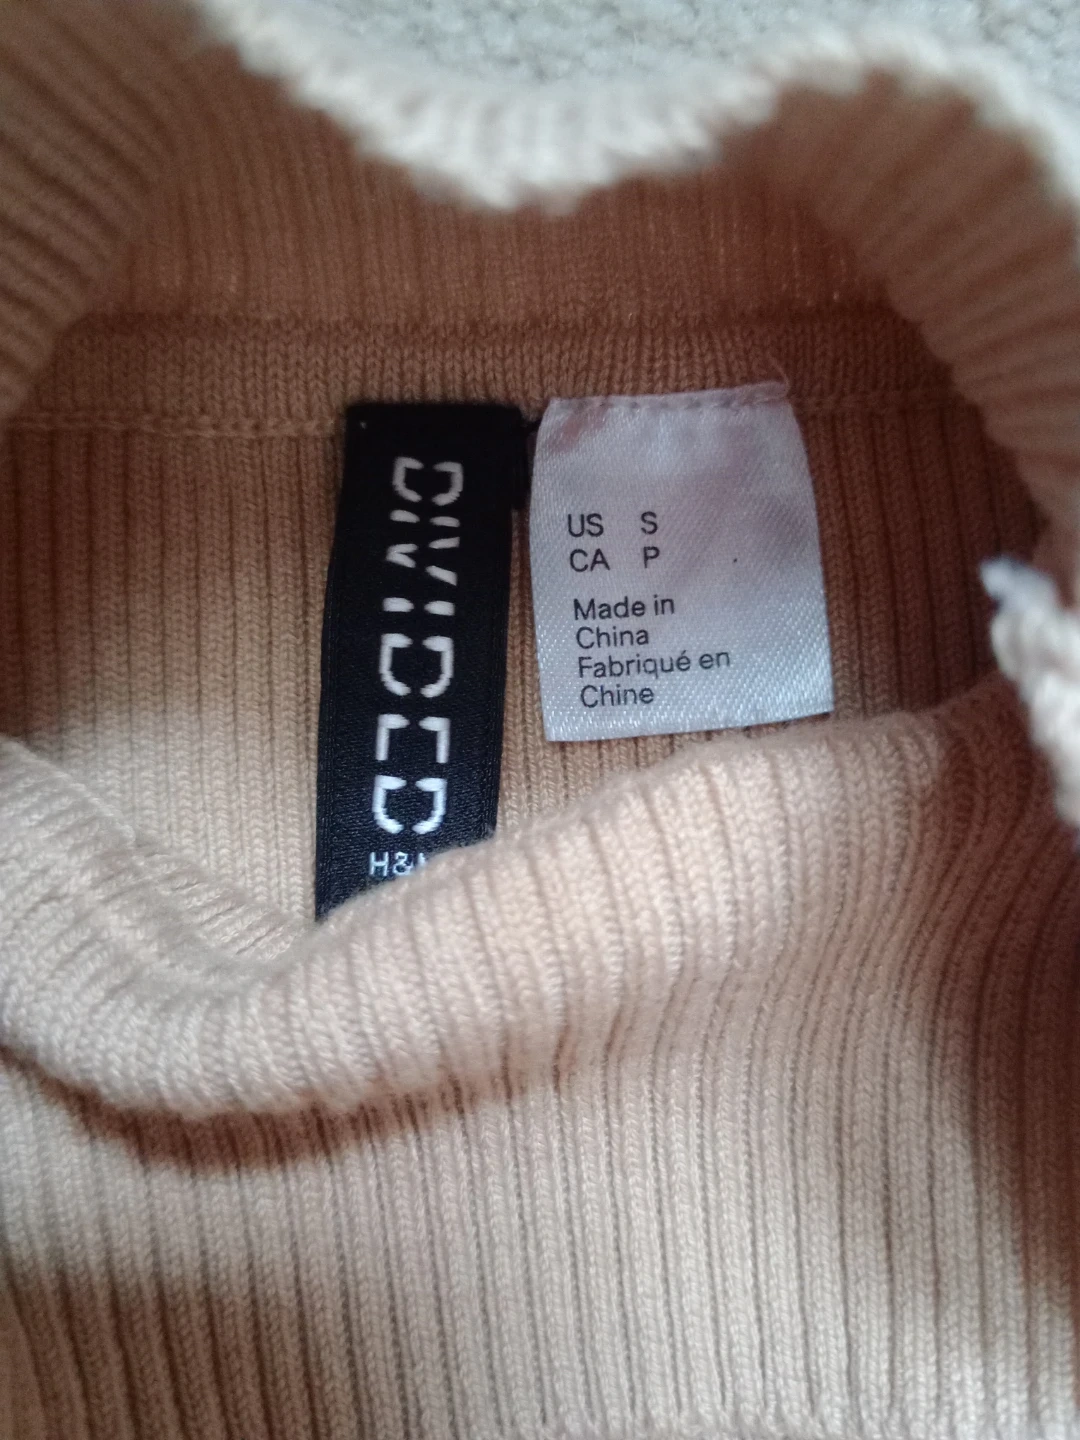 DIVIDED
H&M
US S
CA P
Made in
China
Fabriqué en
Chine